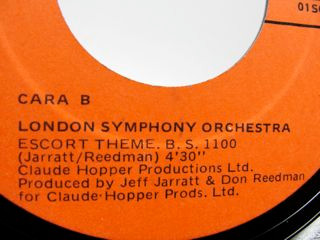 01S
CARA B
LONDON SYMPHONY ORCHESTRA
ESCORT THEME. B. S. 1100
(Jarratt/Reedman) 4'30"
Claude Hopper Productions Ltd.
Produced by Jeff Jarratt & Don Reedman
for Claude Hopper Prods. Ltd.